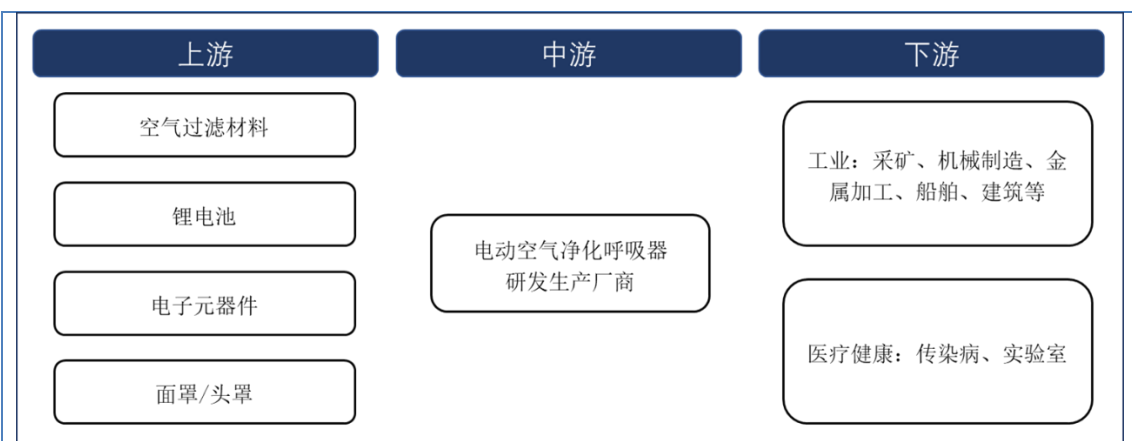 上游
空气过滤材料
锂电池
电子元器件
面罩/头罩
中游
电动空气净化呼吸器
研发生产厂商
下游
工业：采矿、机械制造、金
属加工、船舶、建筑等
医疗健康：传染病、实验室